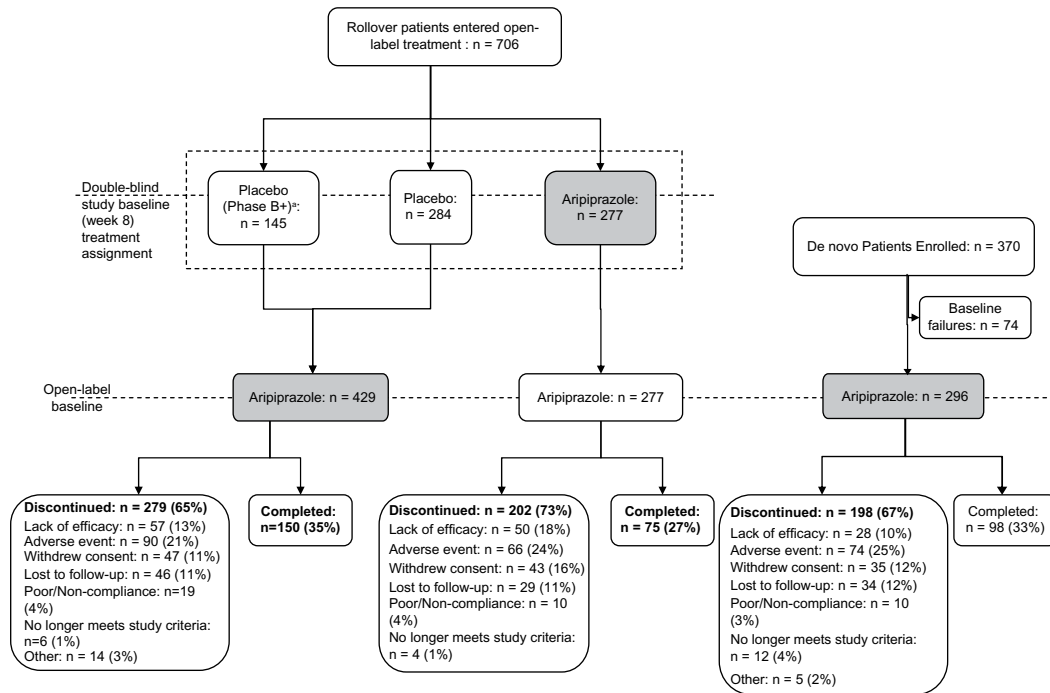 Rollover patients entered open-
label treatment : n = 706
Double-blind
study baseline
(week 8)
treatment
assignment
Placebo
(Phase B+)ᵃ:
n = 145
Placebo:
n = 284
Aripiprazole:
n = 277
De novo Patients Enrolled: n = 370
Baseline
failures: n = 74
Open-label
baseline
Aripiprazole: n = 429
Aripiprazole: n = 277
Aripiprazole: n = 296
Discontinued: n = 279 (65%)
Lack of efficacy: n = 57 (13%)
Adverse event: n = 90 (21%)
Withdrew consent: n = 47 (11%)
Lost to follow-up: n = 46 (11%)
Poor/Non-compliance: n=19
(4%)
No longer meets study criteria:
n=6 (1%)
Other: n = 14 (3%)
Completed:
n=150 (35%)
Discontinued: n = 202 (73%)
Lack of efficacy: n = 50 (18%)
Adverse event: n = 66 (24%)
Withdrew consent: n = 43 (16%)
Lost to follow-up: n = 29 (11%)
Poor/Non-compliance: n = 10
(4%)
No longer meets study criteria:
n = 4 (1%)
Completed:
n = 75 (27%)
Discontinued: n = 198 (67%)
Lack of efficacy: n = 28 (10%)
Adverse event: n = 74 (25%)
Withdrew consent: n = 35 (12%)
Lost to follow-up: n = 34 (12%)
Poor/Non-compliance: n = 10
(3%)
No longer meets study criteria:
n = 12 (4%)
Other: n = 5 (2%)
Completed:
n = 98 (33%)